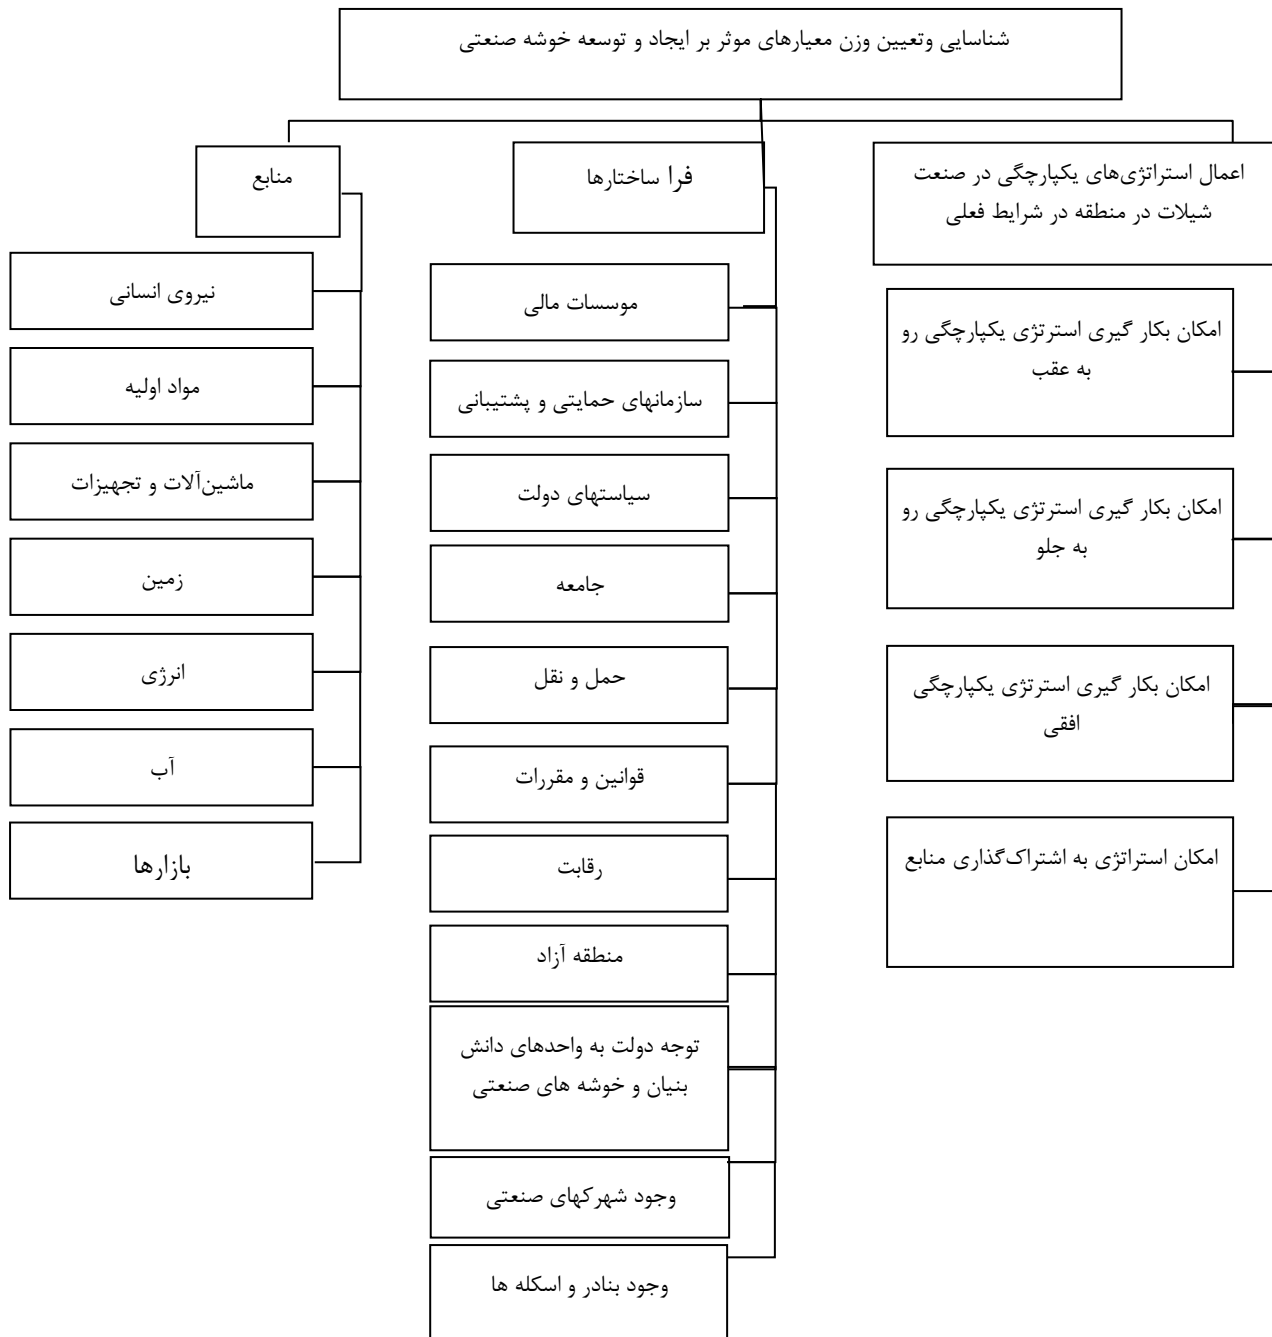 شناسایی وتعیین وزن معیارهای موثر بر ایجاد و توسعه خوشه صنعتی
اعمال استراتژی‌های یکپارچگی در صنعت
شیلات در منطقه در شرایط فعلی
امکان بکار گیری استرتژی یکپارچگی رو
به عقب
امکان بکار گیری استرتژی یکپارچگی رو
به جلو
امکان بکار گیری استرتژی یکپارچگی
افقی
امکان استراتژی به اشتراک‌گذاری منابع
فرا ساختارها
موسسات مالی
سازمانهای حمایتی و پشتیبانی
سیاستهای دولت
جامعه
حمل و نقل
قوانین و مقررات
رقابت
منطقه آزاد
توجه دولت به واحدهای دانش
بنیان و خوشه های صنعتی
وجود شهرکهای صنعتی
وجود بنادر و اسکله ها
منابع
نیروی انسانی
مواد اولیه
ماشین‌آلات و تجهیزات
زمین
انرژی
آب
بازارها